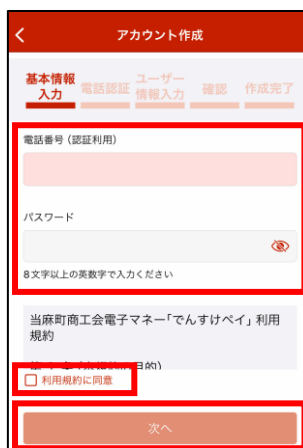 アカウント作成
基本情報
入力
電話認証
ユーザー
情報入力
確認
作成完了
電話番号（認証利用）
パスワード
8文字以上の英数字で入力ください
当麻町商工会電子マネー「でんすけペイ」利用
規約
利用規約に同意
次へ